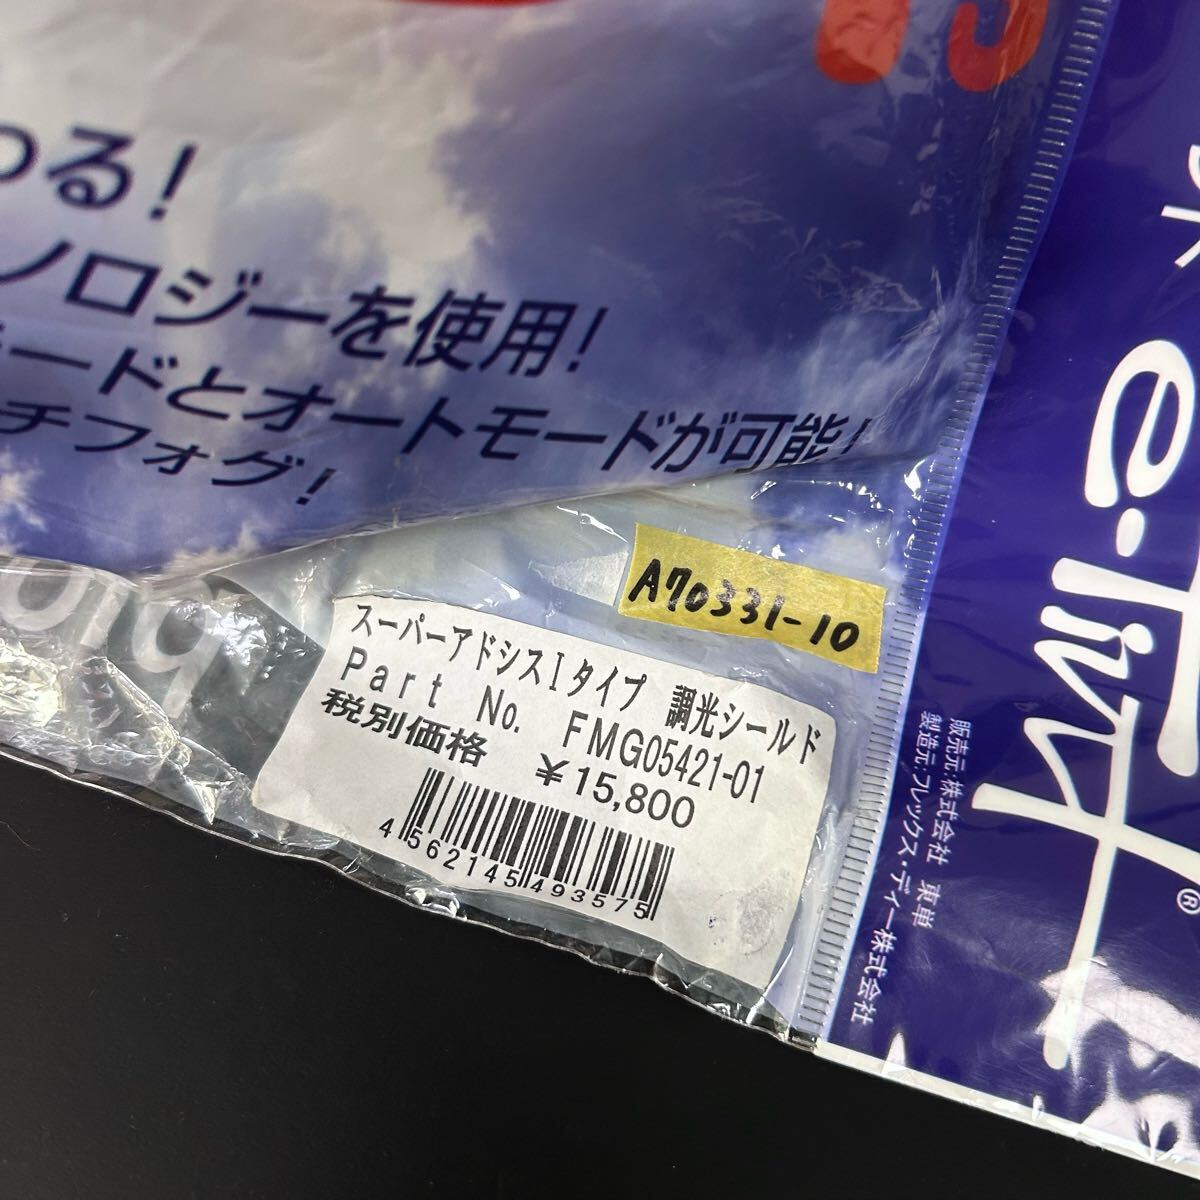 わる!
ノロジーを使用!
モードとオートモードが可能!
チフォグ!
A70331-10
スーパーアドシスIタイプ 調光シールド
Part No. FMG05421-01
税別価格 ¥15,800
4562145493575
e-Tint®
販売元:株式会社 東単
製造元:フレックス・ディー株式会社